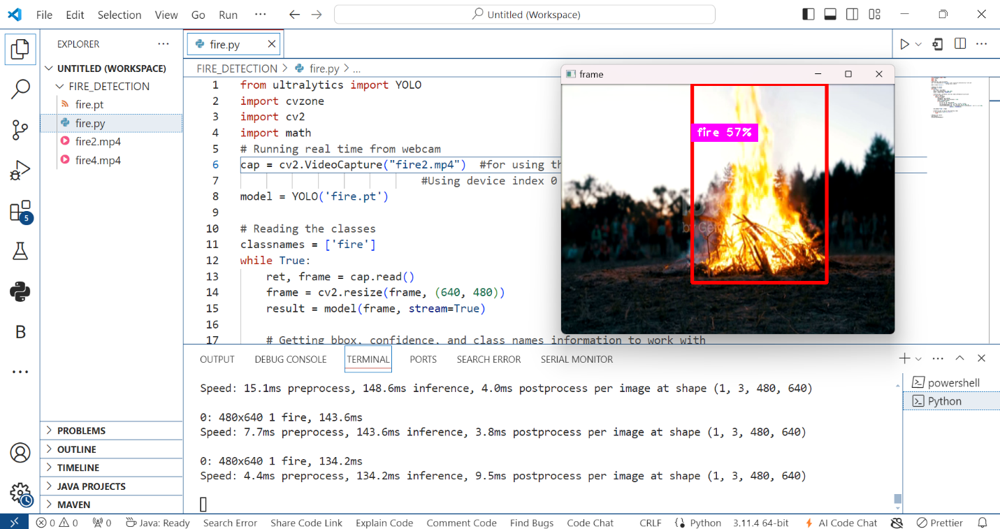 File Edit Selection View Go Run ··· Untitled (Workspace)
EXPLORER ···
UNTITLED (WORKSPACE)
FIRE_DETECTION
fire.pt
fire.py
fire2.mp4
fire4.mp4
PROBLEMS
OUTLINE
TIMELINE
JAVA PROJECTS
MAVEN
5
B
fire.py
FIRE_DETECTION > fire.py > ...
1 from ultralytics import YOLO
2 import cvzone
3 import cv2
4 import math
5 # Running real time from webcam
6 cap = cv2.VideoCapture("fire2.mp4")  #for using th
7 #Using device index 0
8 model = YOLO('fire.pt')
9
10 # Reading the classes
11 classnames = ['fire']
12 while True:
13     ret, frame = cap.read()
14     frame = cv2.resize(frame, (640, 480))
15     result = model(frame, stream=True)
16
17     # Getting bbox, confidence, and class names information to work with
frame
fire 57%
OUTPUT DEBUG CONSOLE TERMINAL PORTS SEARCH ERROR SERIAL MONITOR
Speed: 15.1ms preprocess, 148.6ms inference, 4.0ms postprocess per image at shape (1, 3, 480, 640)
0: 480x640 1 fire, 143.6ms
Speed: 7.7ms preprocess, 143.6ms inference, 3.8ms postprocess per image at shape (1, 3, 480, 640)
0: 480x640 1 fire, 134.2ms
Speed: 4.4ms preprocess, 134.2ms inference, 9.5ms postprocess per image at shape (1, 3, 480, 640)
powershell
Python
0 0 0 Java: Ready Search Error Share Code Link Explain Code Comment Code Find Bugs Code Chat CRLF Python 3.11.4 64-bit AI Code Chat Prettier